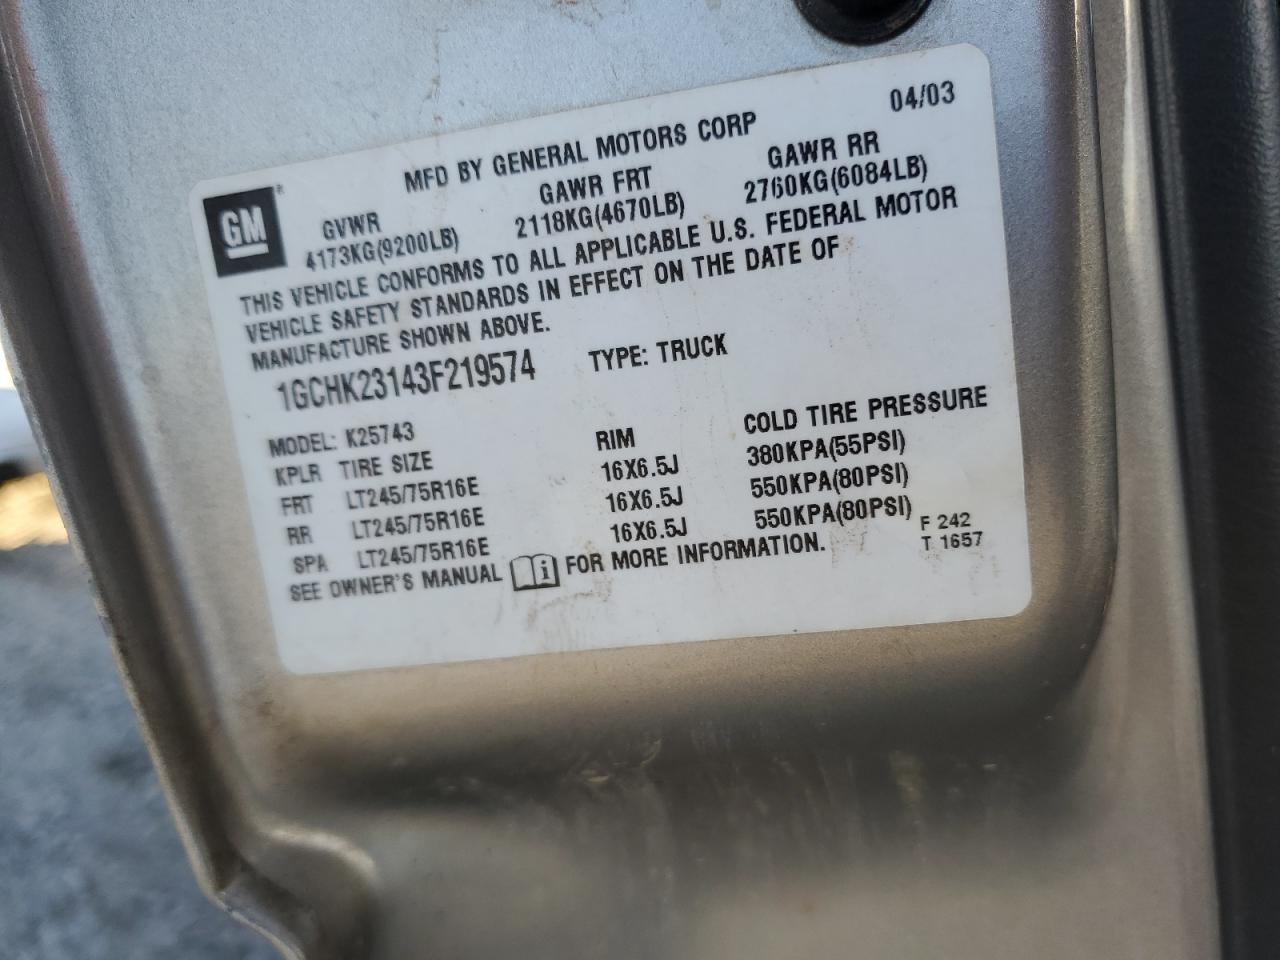 04/03
MFD BY GENERAL MOTORS CORP
GM ®
GVWR GAWR FRT GAWR RR
4173KG(9200LB) 2118KG(4670LB) 2760KG(6084LB)
THIS VEHICLE CONFORMS TO ALL APPLICABLE U.S. FEDERAL MOTOR
VEHICLE SAFETY STANDARDS IN EFFECT ON THE DATE OF
MANUFACTURE SHOWN ABOVE.
1GCHK23143F219574 TYPE: TRUCK
MODEL: K25743
KPLR TIRE SIZE RIM COLD TIRE PRESSURE
FRT LT245/75R16E 16X6.5J 380KPA(55PSI)
RR LT245/75R16E 16X6.5J 550KPA(80PSI)
SPA LT245/75R16E 16X6.5J 550KPA(80PSI)
SEE OWNER'S MANUAL i FOR MORE INFORMATION.
F 242
T 1657